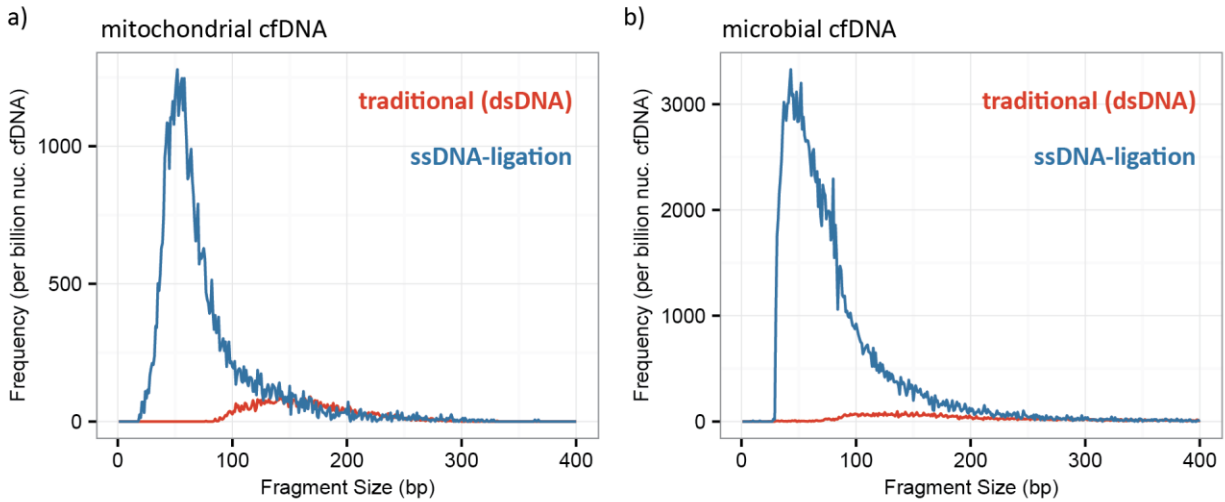 a)
mitochondrial cfDNA
traditional (dsDNA)
ssDNA-ligation
Frequency (per billion nuc. cfDNA)
1000
500
0
0 100 200 300 400
Fragment Size (bp)
b)
microbial cfDNA
traditional (dsDNA)
ssDNA-ligation
Frequency (per billion nuc. cfDNA)
3000
2000
1000
0
0 100 200 300 400
Fragment Size (bp)